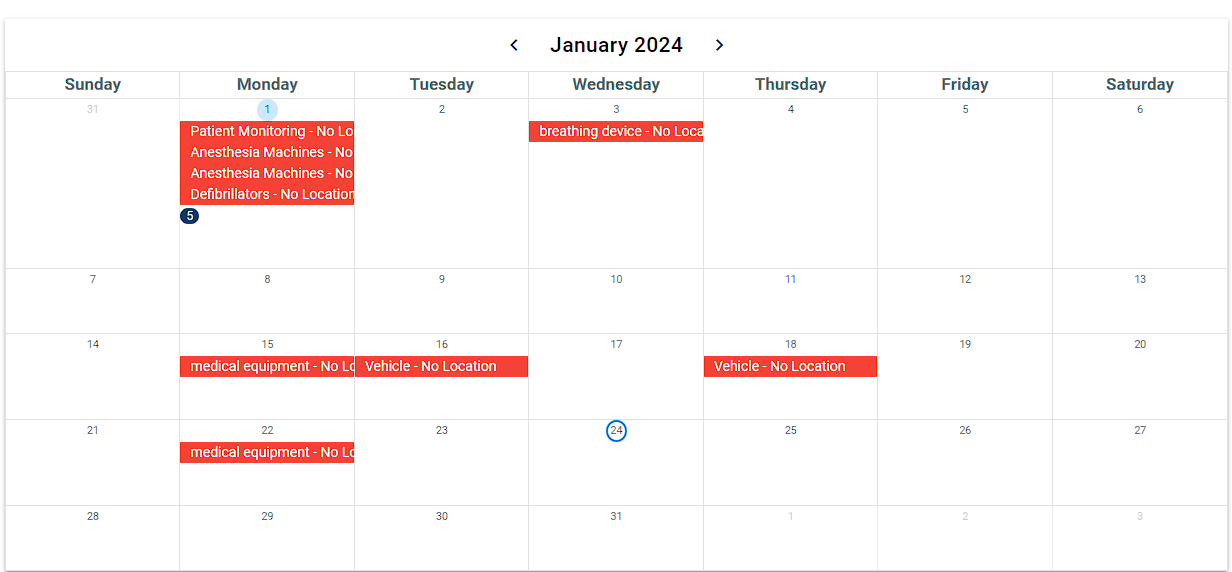 January 2024
Sunday Monday Tuesday Wednesday Thursday Friday Saturday
31 1 2 3 4 5 6
Patient Monitoring - No Lo breathing device - No Loca
Anesthesia Machines - No
Anesthesia Machines - No
Defibrillators - No Location
5
7 8 9 10 11 12 13
14 15 16 17 18 19 20
medical equipment - No Lo Vehicle - No Location Vehicle - No Location
21 22 23 24 25 26 27
medical equipment - No Lo
28 29 30 31 1 2 3